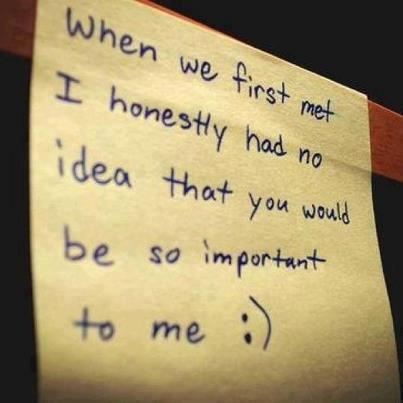 When we first met
I honestly had no
idea that you would
be so important
to me :)